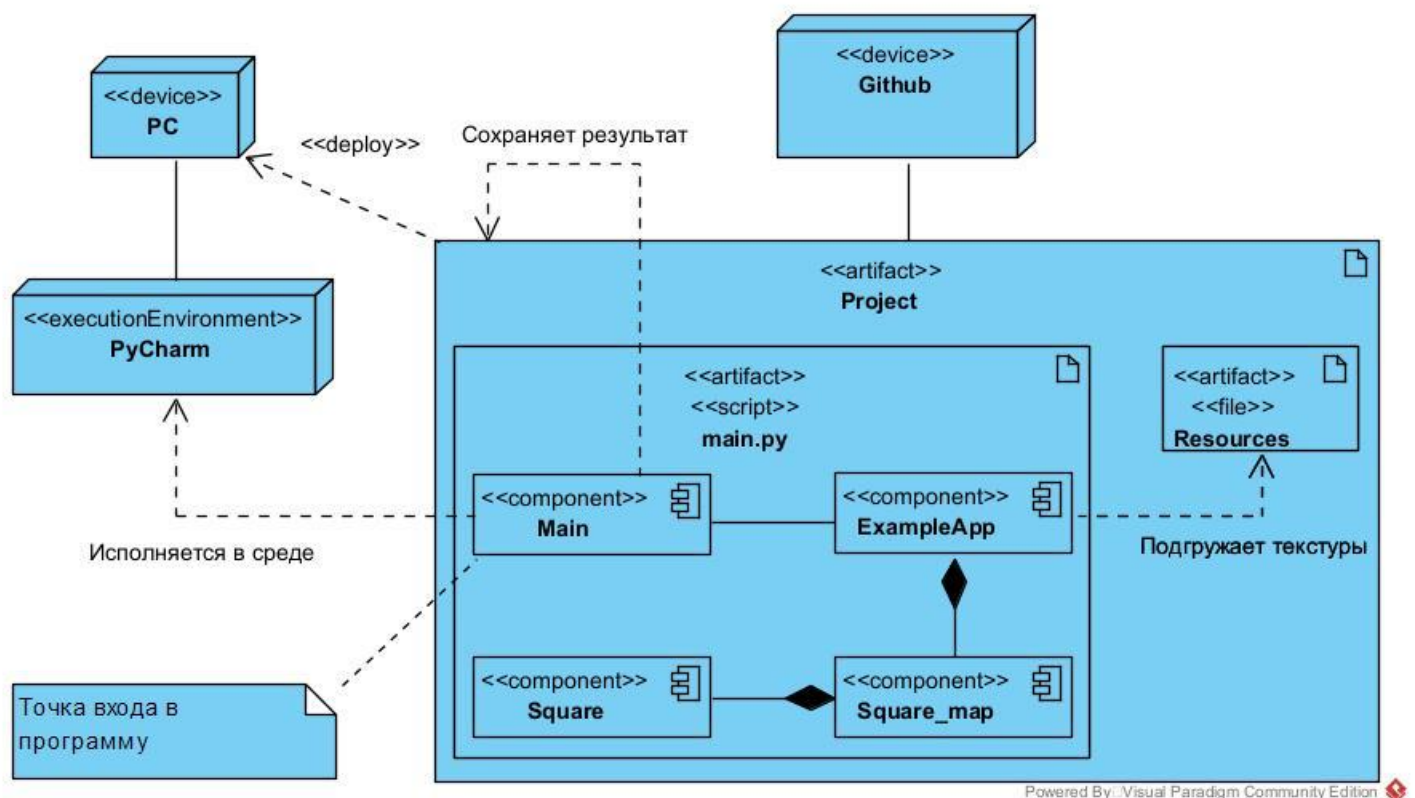 <<device>>
Github
<<device>>
PC
<<deploy>>
Сохраняет результат
<<artifact>>
Project
<<executionEnvironment>>
PyCharm
<<artifact>>
<<script>>
main.py
<<artifact>>
<<file>>
Resources
<<component>>
Main
<<component>>
ExampleApp
Исполняется в среде
Подгружает текстуры
<<component>>
Square
<<component>>
Square_map
Точка входа в
программу
Powered By Visual Paradigm Community Edition